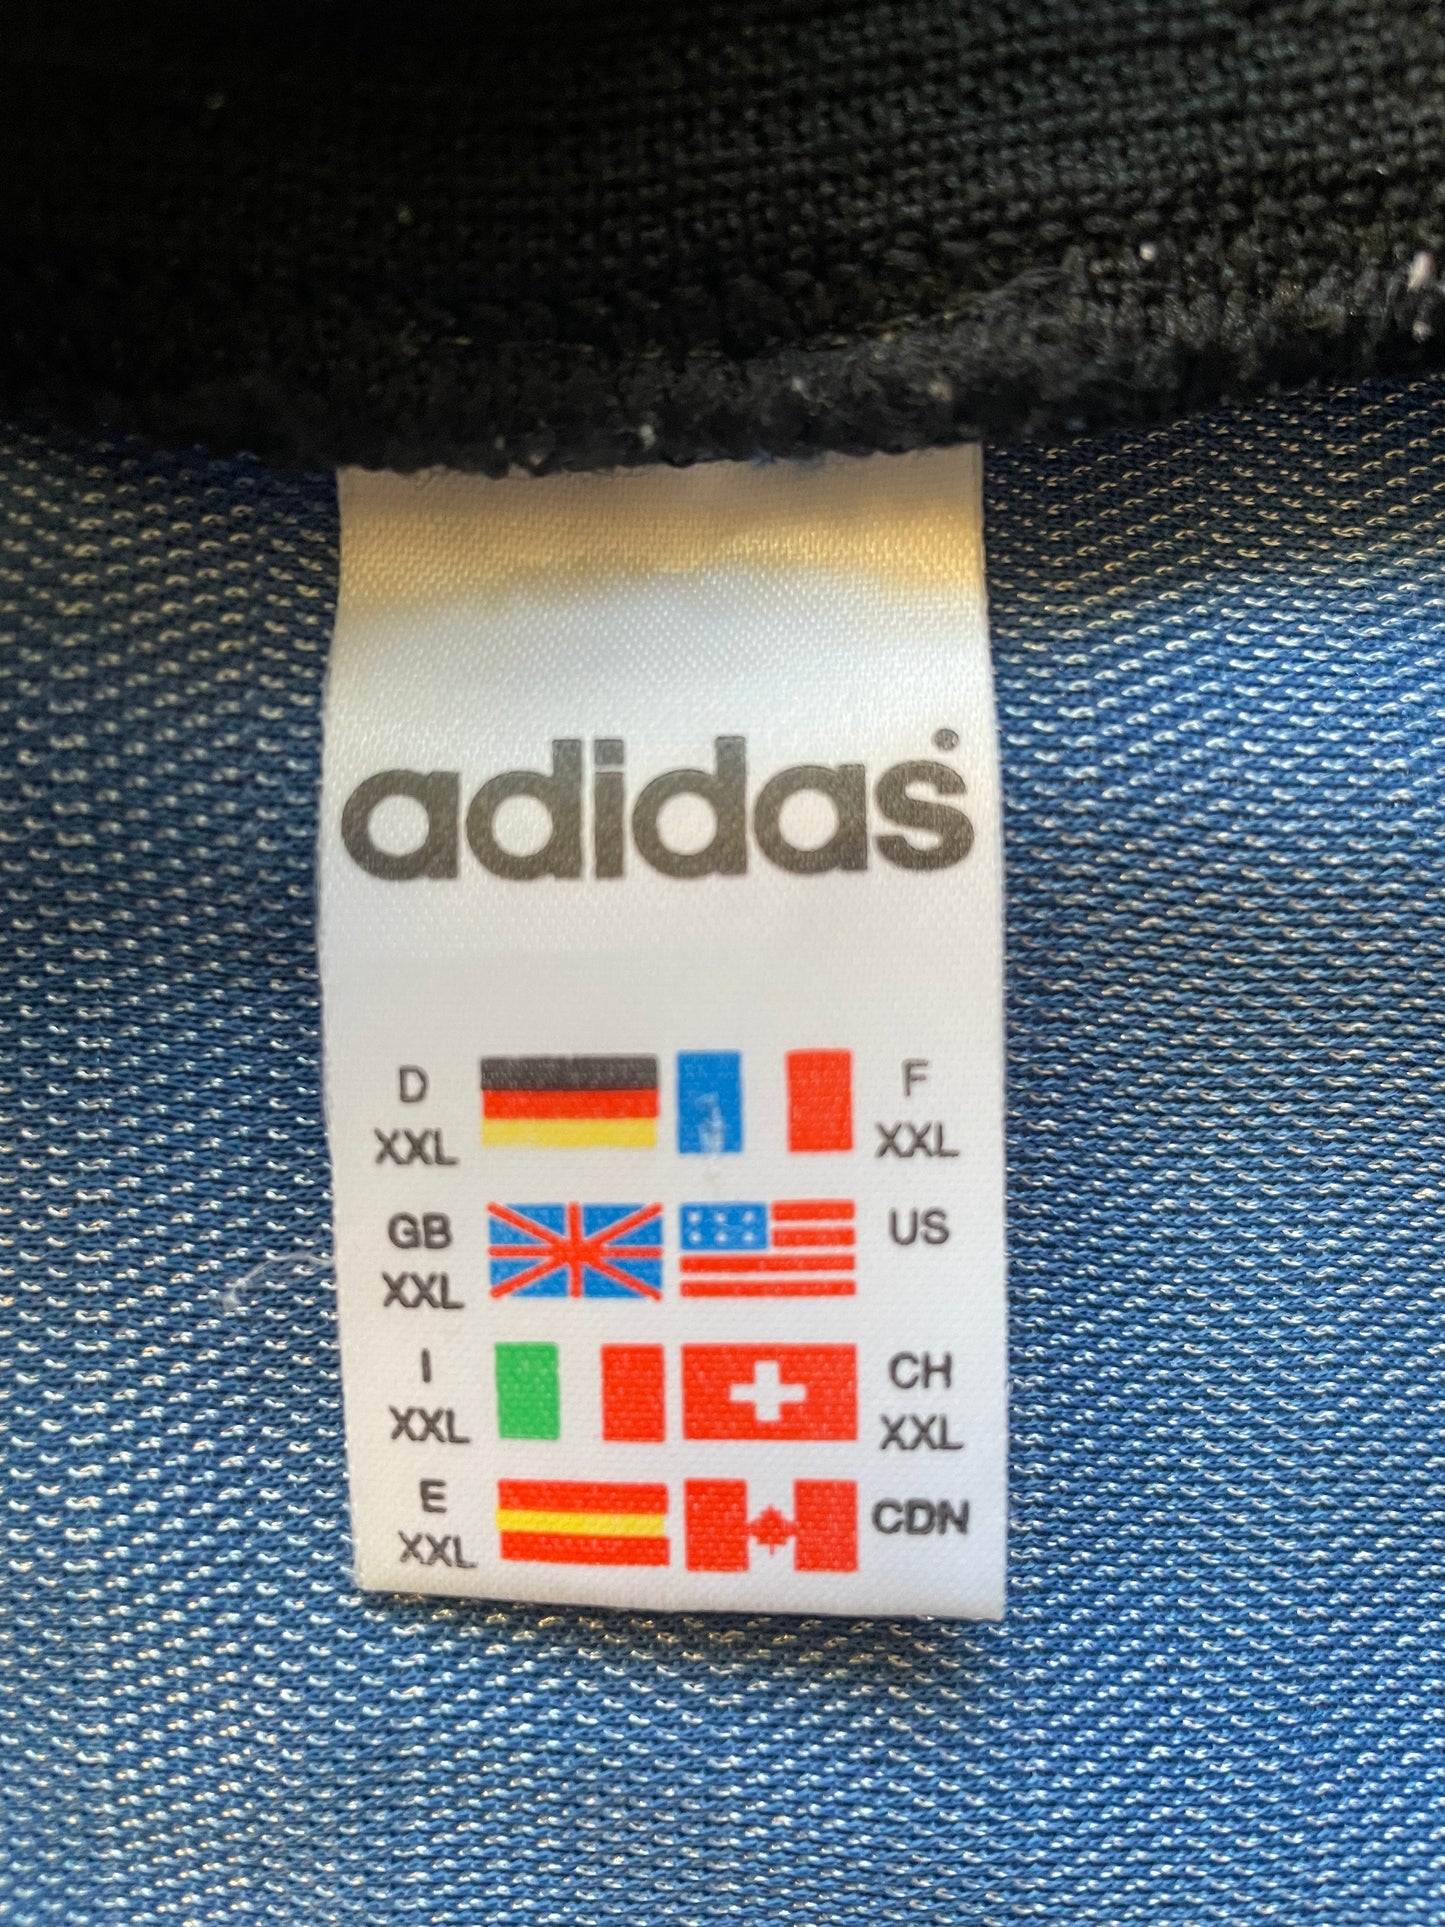 adidas®
D F
XXL XXL
GB US
XXL
I CH
XXL XXL
E CDN
XXL